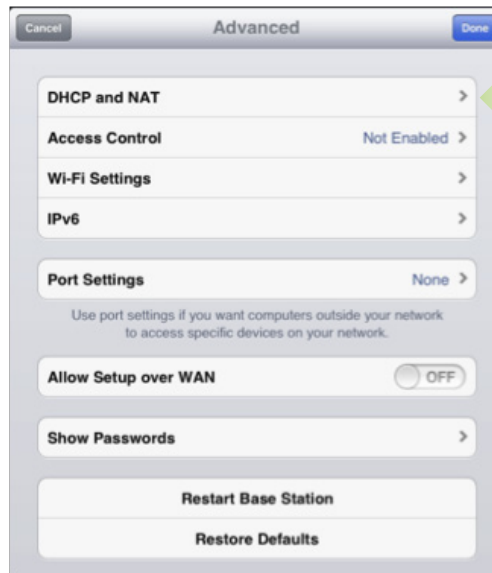 Cancel Advanced Done
DHCP and NAT
Access Control Not Enabled
Wi-Fi Settings
IPv6
Port Settings None
Use port settings if you want computers outside your network
to access specific devices on your network.
Allow Setup over WAN OFF
Show Passwords
Restart Base Station
Restore Defaults